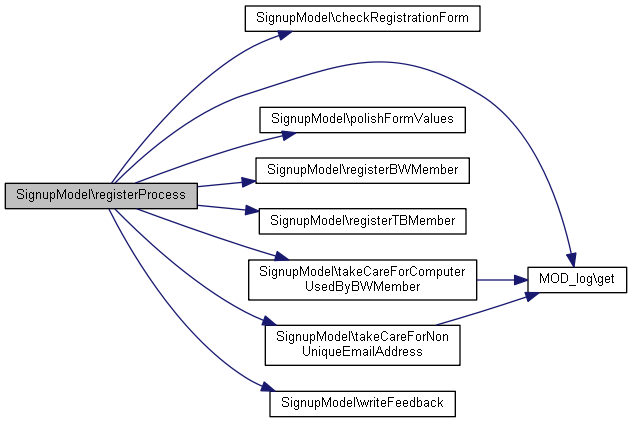 SignupModel\checkRegistrationForm
SignupModel\polishFormValues
SignupModel\registerBWMember
SignupModel\registerProcess
SignupModel\registerTBMember
SignupModel\takeCareForComputer
UsedByBWMember
MOD_log\get
SignupModel\takeCareForNon
UniqueEmailAddress
SignupModel\writeFeedback